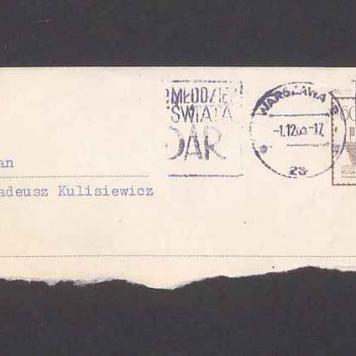 MŁODZIEŻ
ŚWIATA
DAR
WARSZAWA
-1.12.
-17
23
60
an
adeusz Kulisiewicz